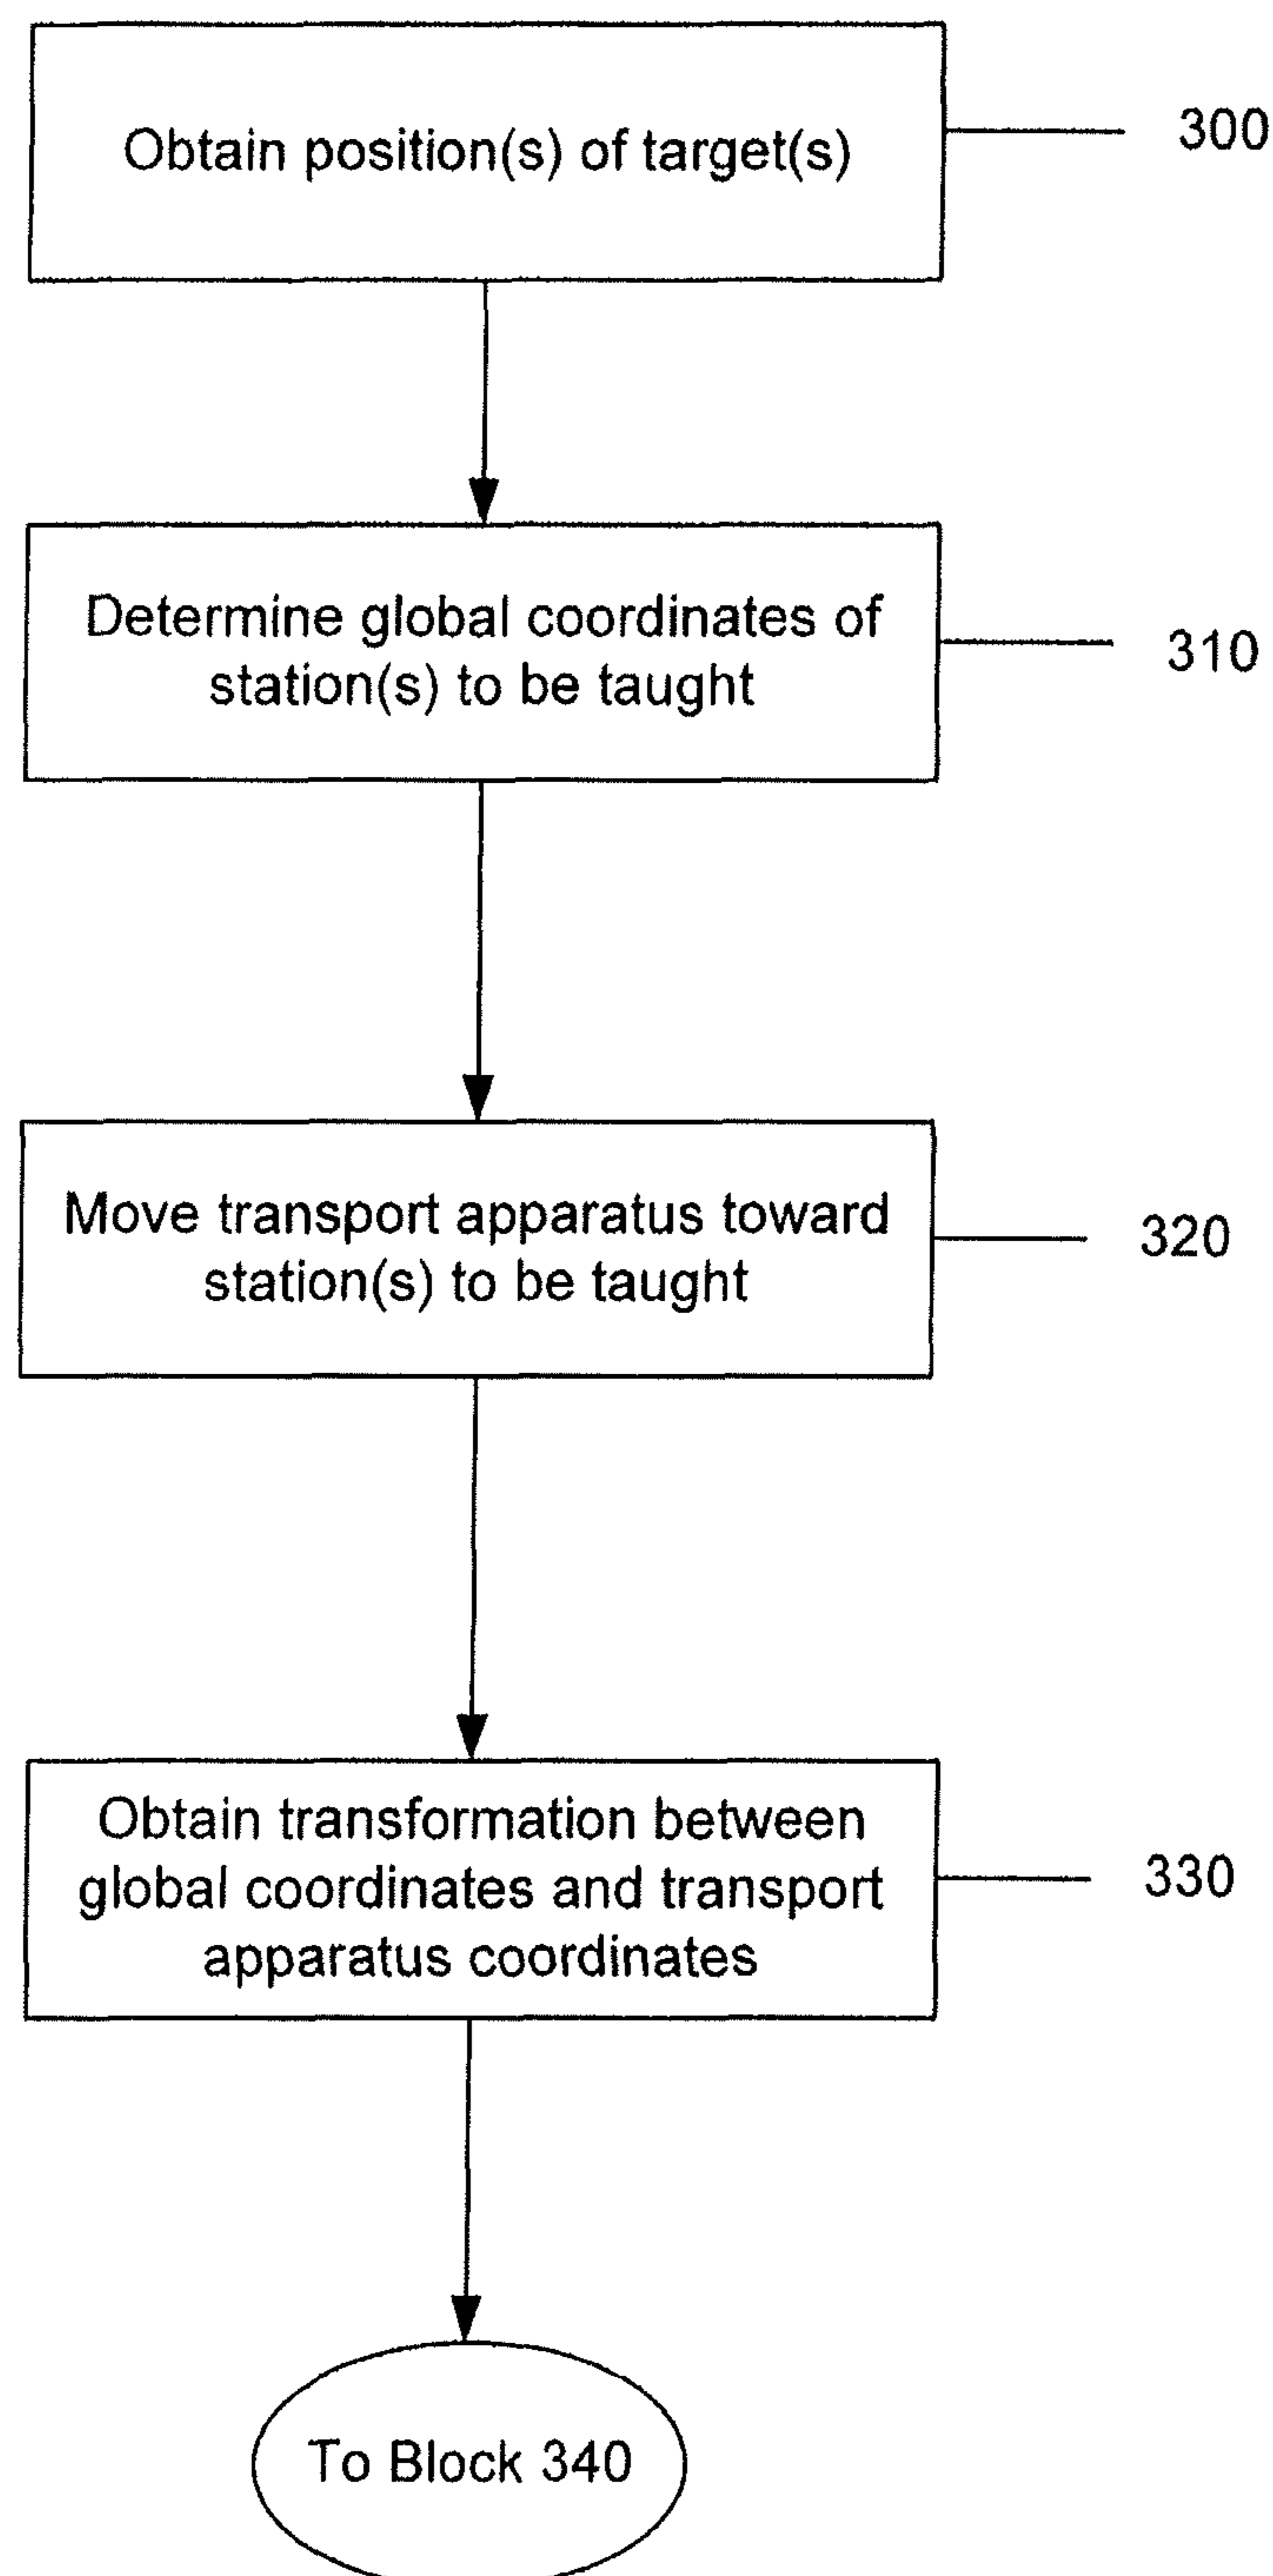 Obtain position(s) of target(s)
300
Determine global coordinates of
station(s) to be taught
310
Move transport apparatus toward
station(s) to be taught
320
Obtain transformation between
global coordinates and transport
apparatus coordinates
330
To Block 340